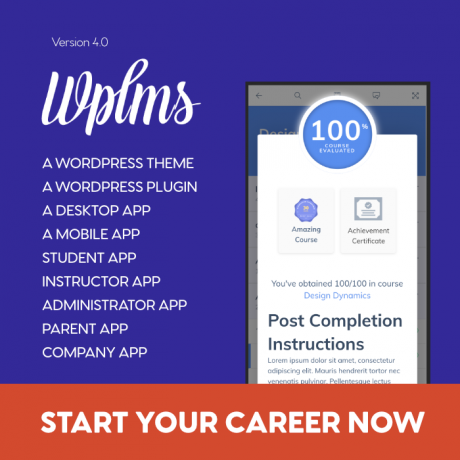 Version 4.0
Wplms
A WORDPRESS THEME
A WORDPRESS PLUGIN
A DESKTOP APP
A MOBILE APP
STUDENT APP
INSTRUCTOR APP
ADMINISTRATOR APP
PARENT APP
COMPANY APP
100%
COURSE
EVALUATED
Amazing
Course
Achievement
Certificate
You've obtained 100/100 in course
Design Dynamics
Post Completion
Instructions
Lorem ipsum dolor sit amet, consectetur
adipiscing elit. Mauris hendrerit tortor nec
venenatis pulvinar. Pellentesque lectus
START YOUR CAREER NOW